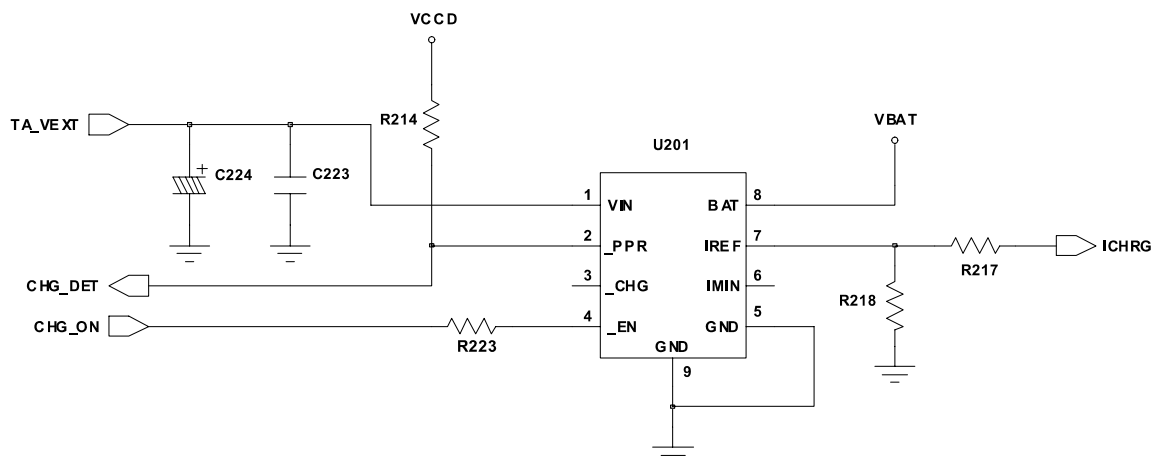 VCCD
TA_VEXT
R214
VBAT
U201
C224
C223
+
1 VIN BAT 8
2 _PPR IREF 7
ICHRG
R217
CHG_DET
3 _CHG IMIN 6
R218
CHG_ON
4 _EN GND 5
R223
GND
9